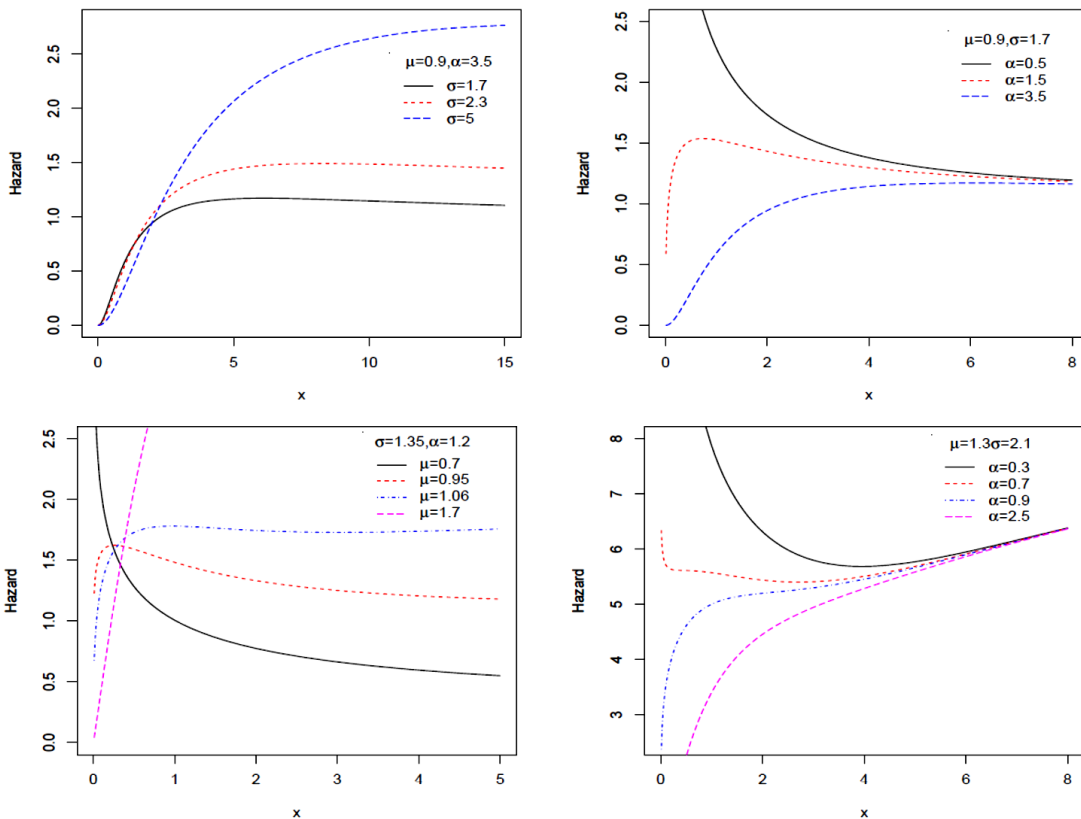 μ=0.9,α=3.5
σ=1.7
σ=2.3
σ=5
Hazard
0.0 0.5 1.0 1.5 2.0 2.5
0 5 10 15
x
μ=0.9,σ=1.7
α=0.5
α=1.5
α=3.5
Hazard
0.0 0.5 1.0 1.5 2.0 2.5
0 2 4 6 8
x
σ=1.35,α=1.2
μ=0.7
μ=0.95
μ=1.06
μ=1.7
Hazard
0.0 0.5 1.0 1.5 2.0 2.5
0 1 2 3 4 5
x
μ=1.3σ=2.1
α=0.3
α=0.7
α=0.9
α=2.5
Hazard
3 4 5 6 7 8
0 2 4 6 8
x